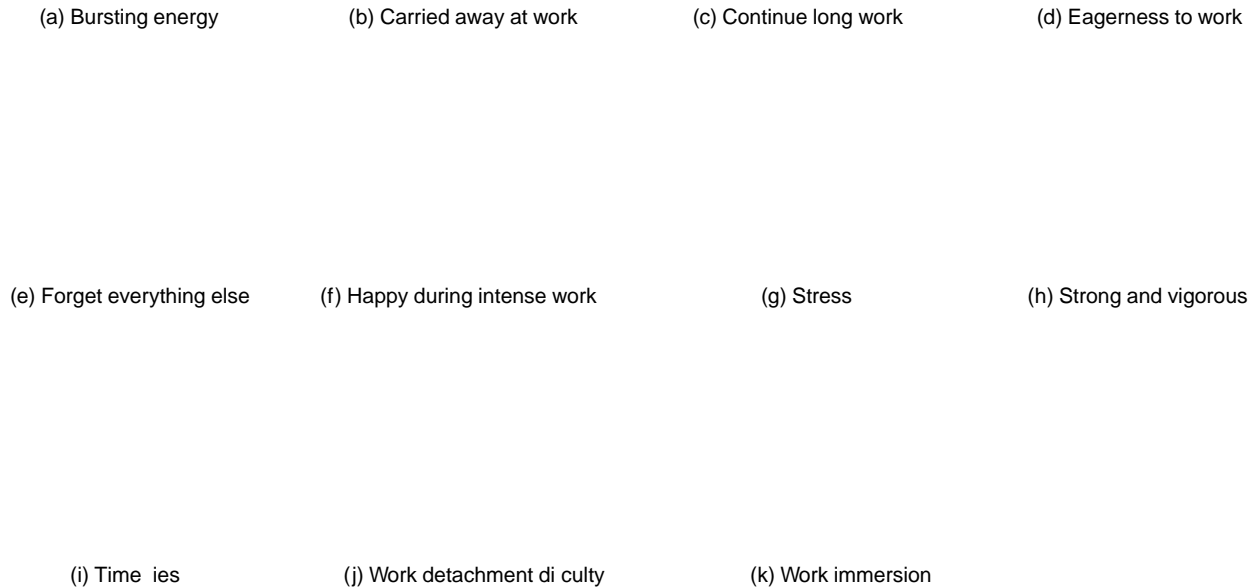 (a) Bursting energy (b) Carried away at work (c) Continue long work (d) Eagerness to work
(e) Forget everything else (f) Happy during intense work (g) Stress (h) Strong and vigorous
(i) Time ies (j) Work detachment di culty (k) Work immersion